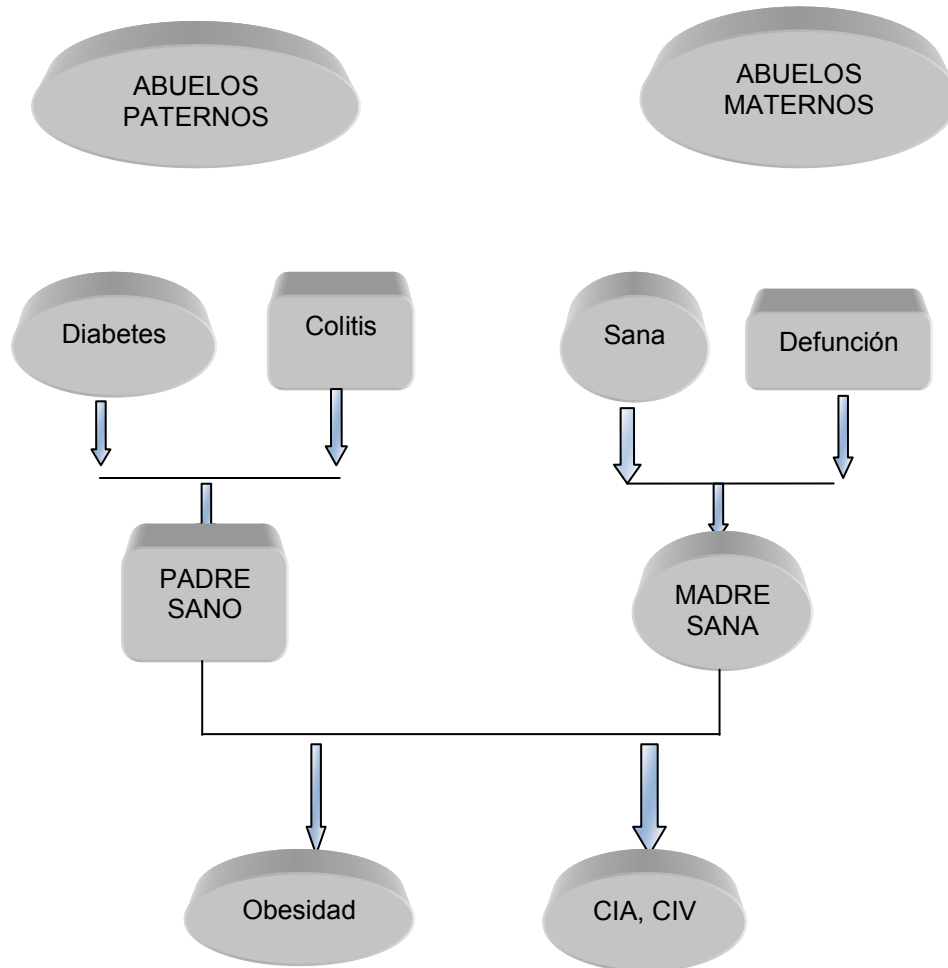 ABUELOS
PATERNOS
ABUELOS
MATERNOS
Diabetes
Colitis
Sana
Defunción
PADRE
SANO
MADRE
SANA
Obesidad
CIA, CIV